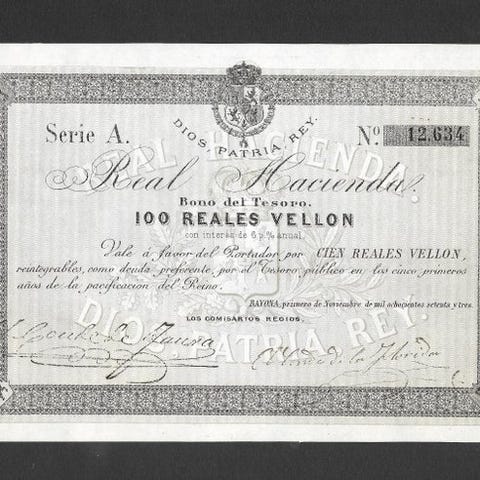 DIOS, PATRIA, REY.
Serie A.
Nº 12.634
REAL HACIENDA.
Real Hacienda.
Bono del Tesoro.
100 REALES VELLON
con interés de 6 p % anual.
Vale á favor del Portador por CIEN REALES VELLON,
reintegrables, como deuda preferente, por el Tesoro público en los cinco primeros
años de la pacificacion del Reino.
BAYONA, primero de Noviembre de mil ochocientos setenta y tres.
LOS COMISARIOS REGIOS.
DIOS, PATRIA, REY.